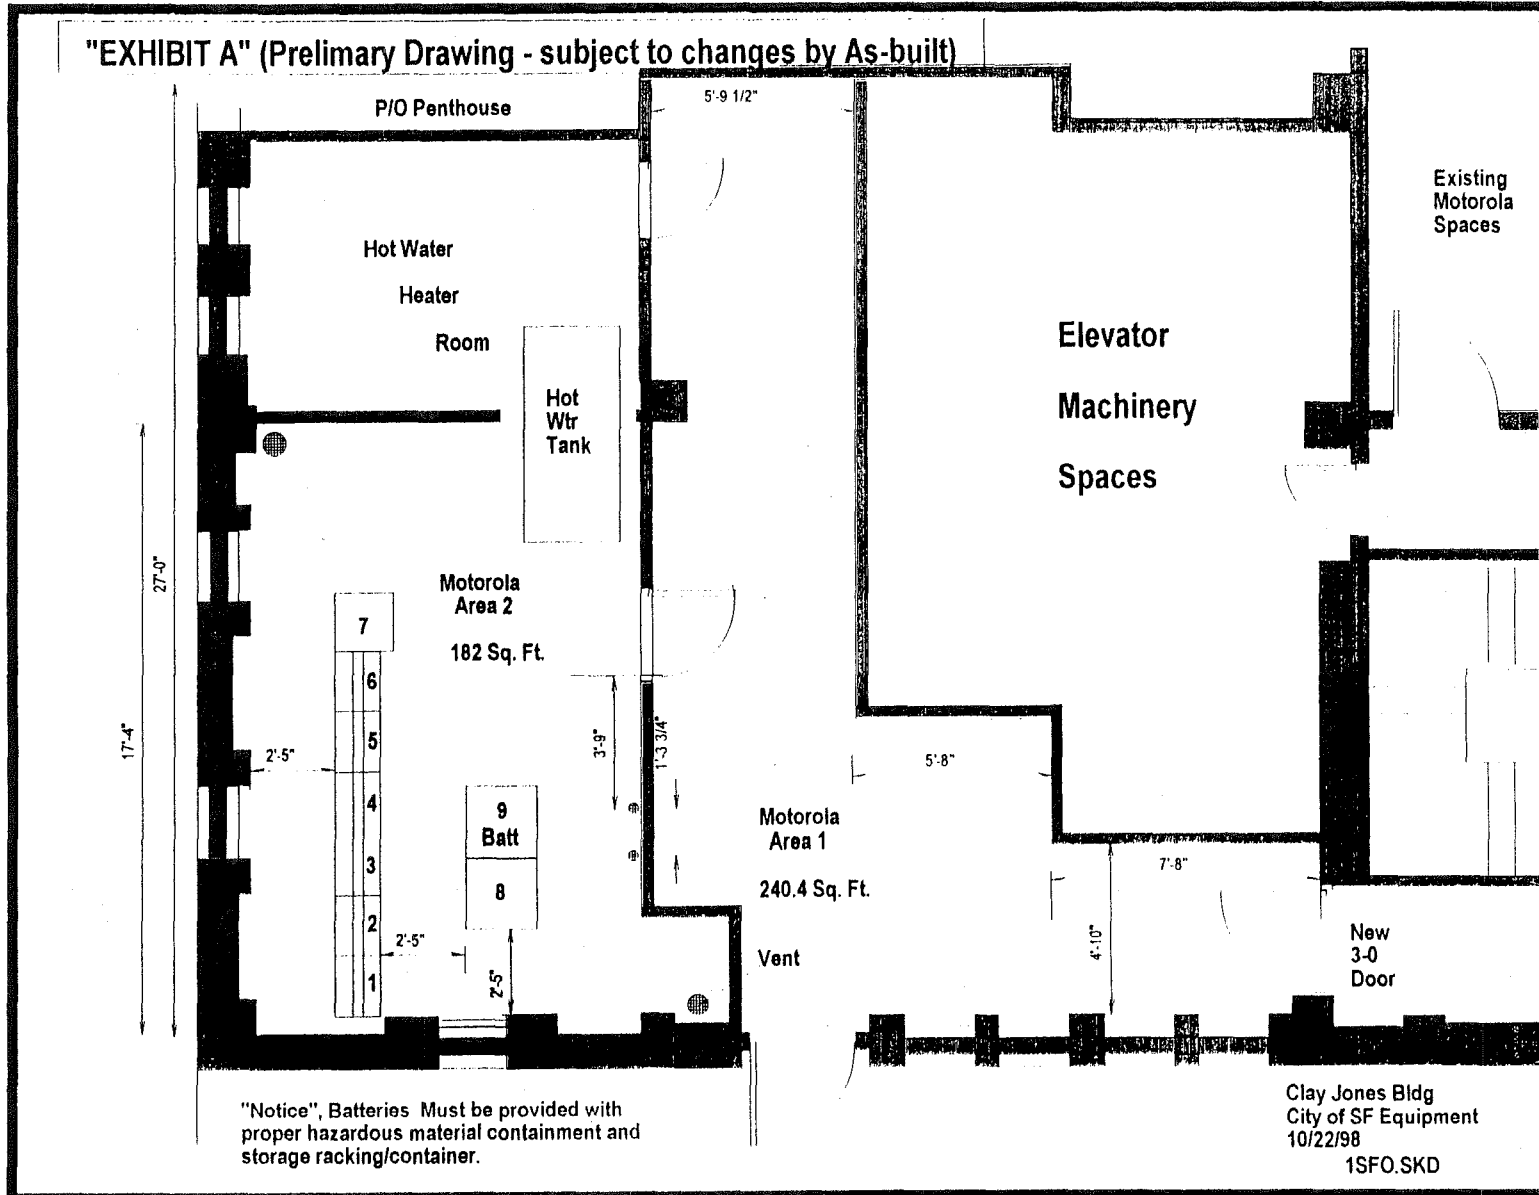 "EXHIBIT A" (Prelimary Drawing - subject to changes by As-built)
P/O Penthouse
5'-9 1/2"
Existing
Motorola
Spaces
Hot Water
Heater
Room
Hot
Wtr
Tank
Elevator
Machinery
Spaces
27'-0"
17'-4"
Motorola
Area 2
182 Sq. Ft.
7
6
5
4
3
2
1
2'-5"
3'-9"
1'-3 3/4"
5'-8"
9
Batt
8
Motorola
Area 1
240.4 Sq. Ft.
7'-8"
2'-5"
2'-5"
Vent
4'-10"
New
3-0
Door
"Notice", Batteries Must be provided with
proper hazardous material containment and
storage racking/container.
Clay Jones Bldg
City of SF Equipment
10/22/98
1SFO.SKD